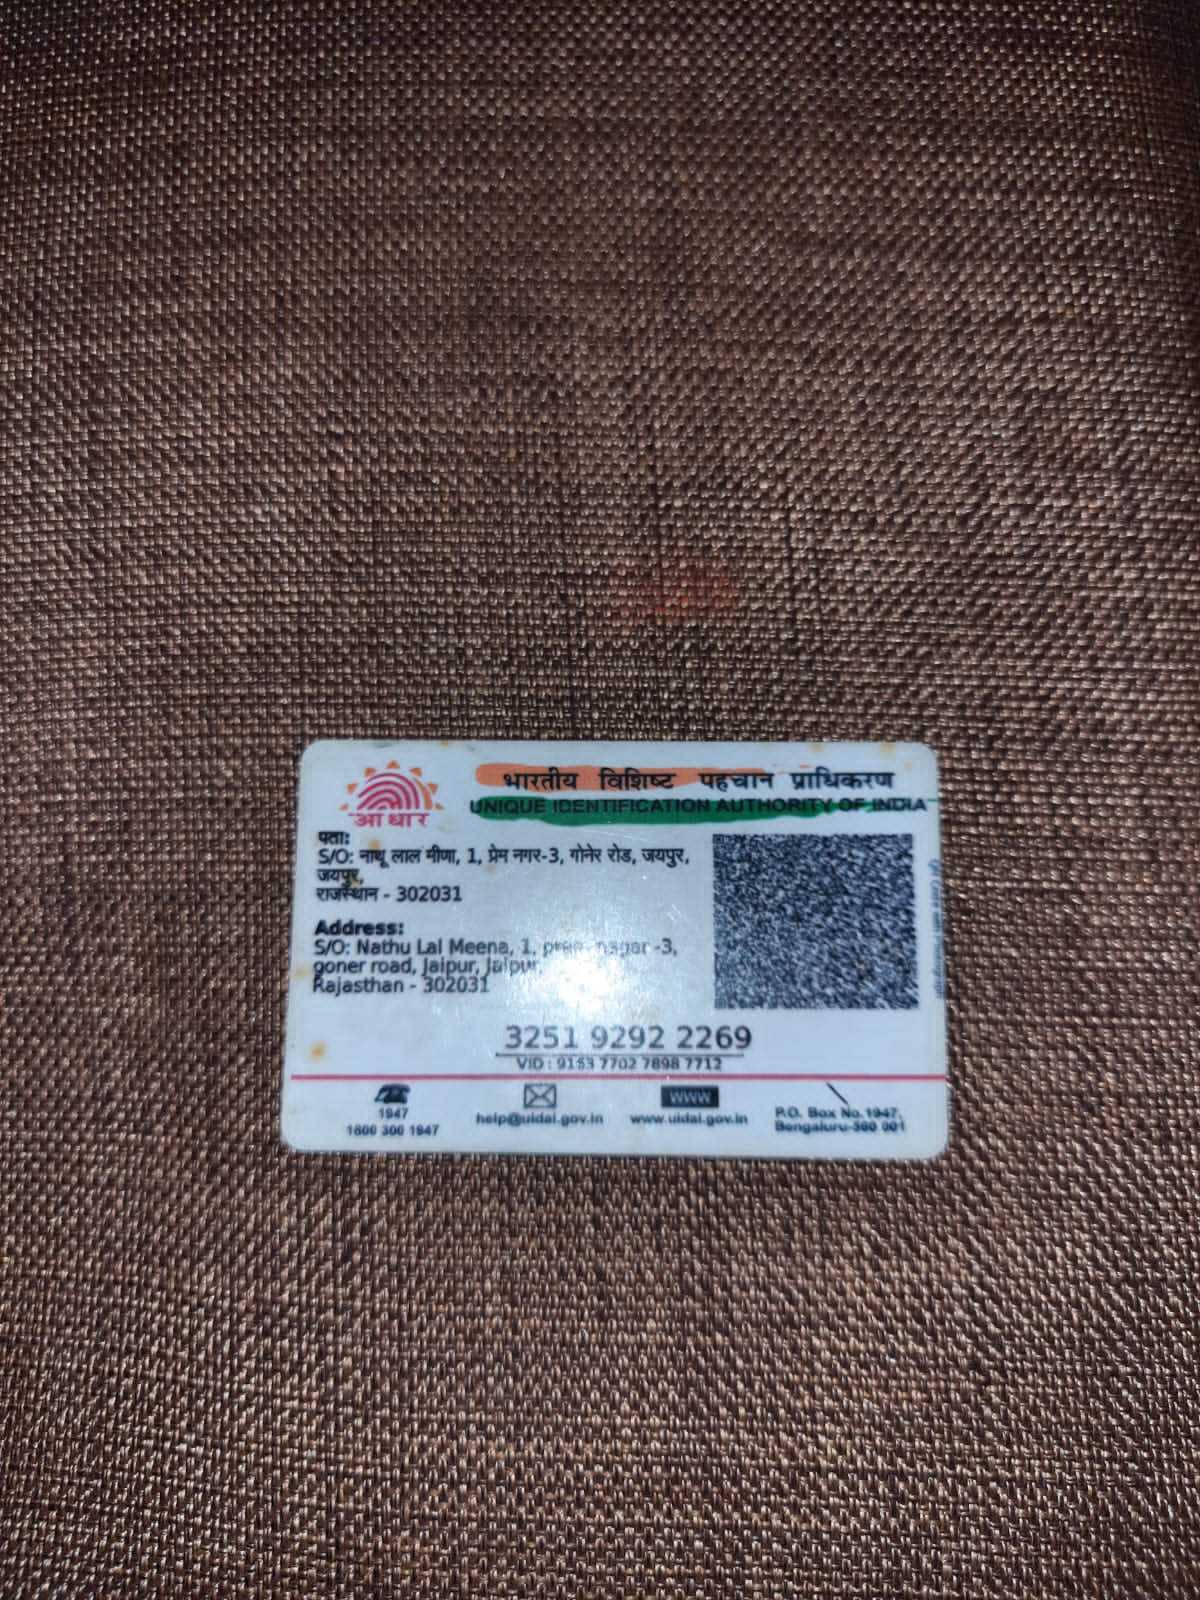 आधार
भारतीय विशिष्ट पहचान प्राधिकरण
UNIQUE IDENTIFICATION AUTHORITY OF INDIA
पता:
S/O: नाथू लाल मीणा, 1, प्रेम नगर-3, गोनेर रोड, जयपुर,
जयपुर,
राजस्थान - 302031
Address:
S/O: Nathu Lal Meena, 1, prem nagar -3,
goner road, Jaipur, Jaipur,
Rajasthan - 302031
3251 9292 2269
VID : 9153 7702 7898 7712
1947
1800 300 1947
help@uidai.gov.in
WWW
www.uidai.gov.in
P.O. Box No.1947,
Bengaluru-560 001